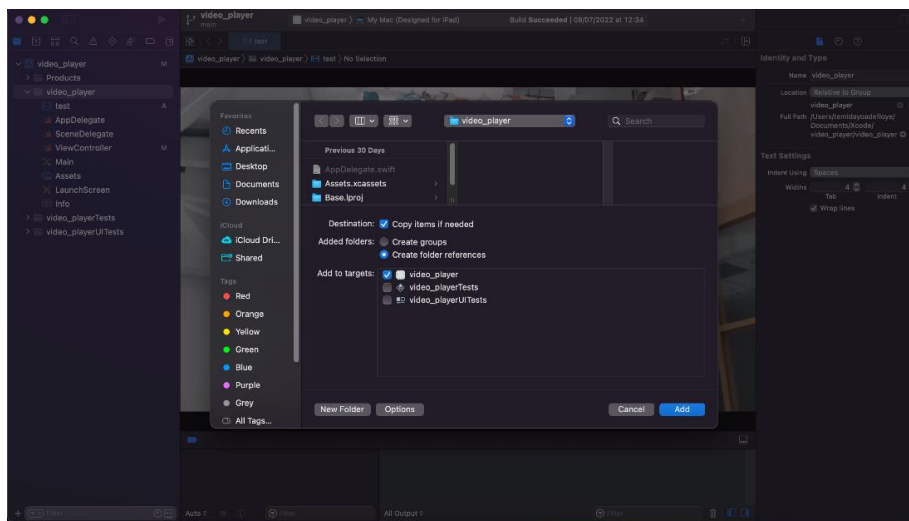 video_player
main
video_player 〉 My Mac (Designed for iPad)
Build Succeeded | 08/07/2022 at 12:34
test
video_player 〉 video_player 〉 test 〉 No Selection
video_player M
Products
video_player
test A
AppDelegate
SceneDelegate
ViewController M
Main
Assets
LaunchScreen
Info
video_playerTests
video_playerUITests
Favorites
Recents
Applicati...
Desktop
Documents
Downloads
iCloud
iCloud Dri...
Shared
Tags
Red
Orange
Yellow
Green
Blue
Purple
Grey
All Tags...
video_player
Search
Previous 30 Days
AppDelegate.swift
Assets.xcassets
Base.lproj
Destination: Copy items if needed
Added folders: Create groups
Create folder references
Add to targets: video_player
video_playerTests
video_playerUITests
New Folder
Options
Cancel
Add
Identity and Type
Name video_player
Location Relative to Group
video_player
Full Path /Users/temidayoadefioye/
Documents/Xcode/
video_player/video_player
Text Settings
Indent Using Spaces
Widths 4 4
Tab Indent
Wrap lines
Filter
Auto
Filter
All Output
Filter